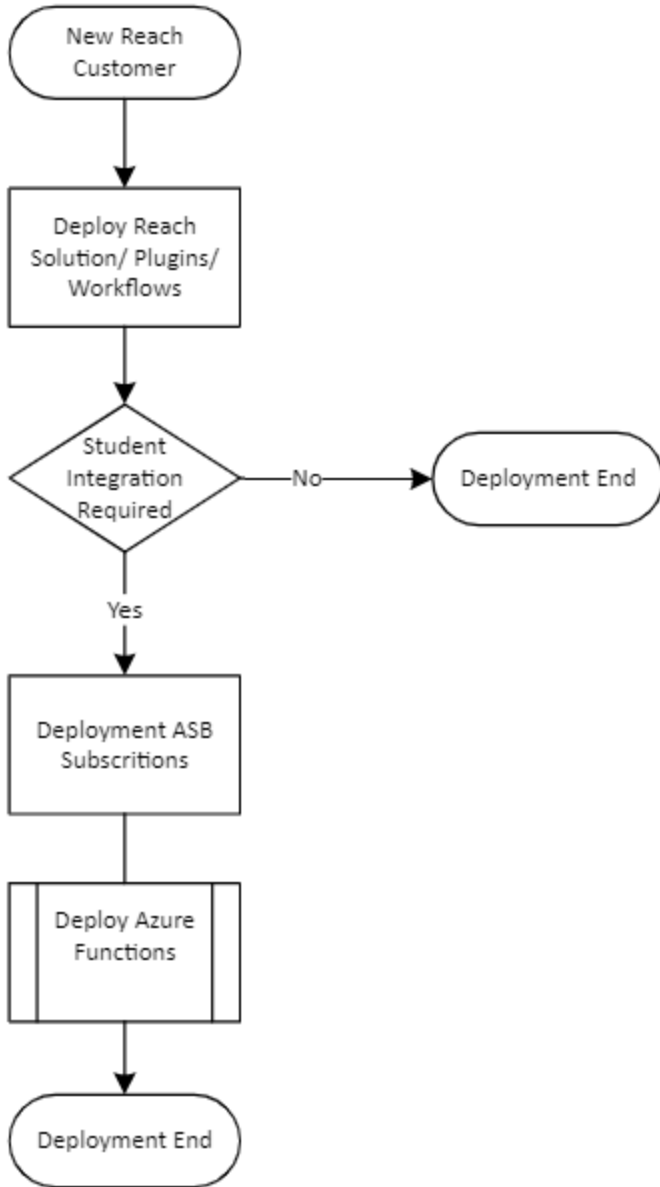 New Reach
Customer
Deploy Reach
Solution/ Plugins/
Workflows
Student
Integration
Required
No
Deployment End
Yes
Deployment ASB
Subscritions
Deploy Azure
Functions
Deployment End